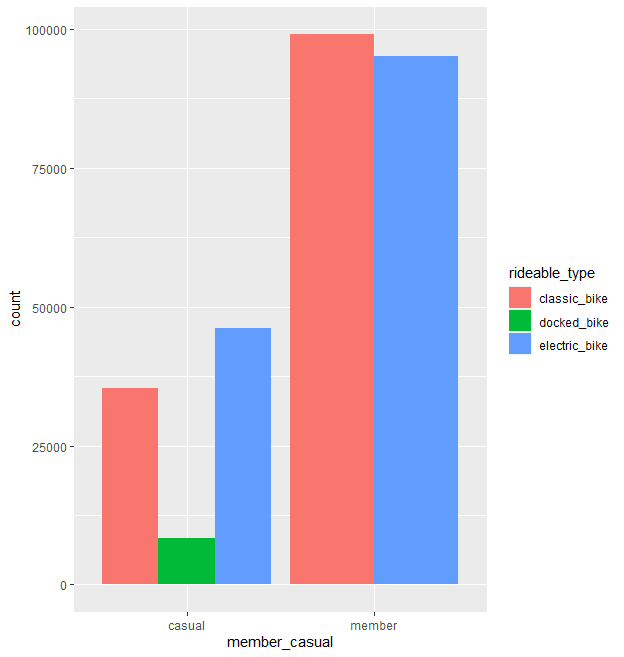 100000
75000
50000
25000
0
count
casual
member
member_casual
rideable_type
classic_bike
docked_bike
electric_bike